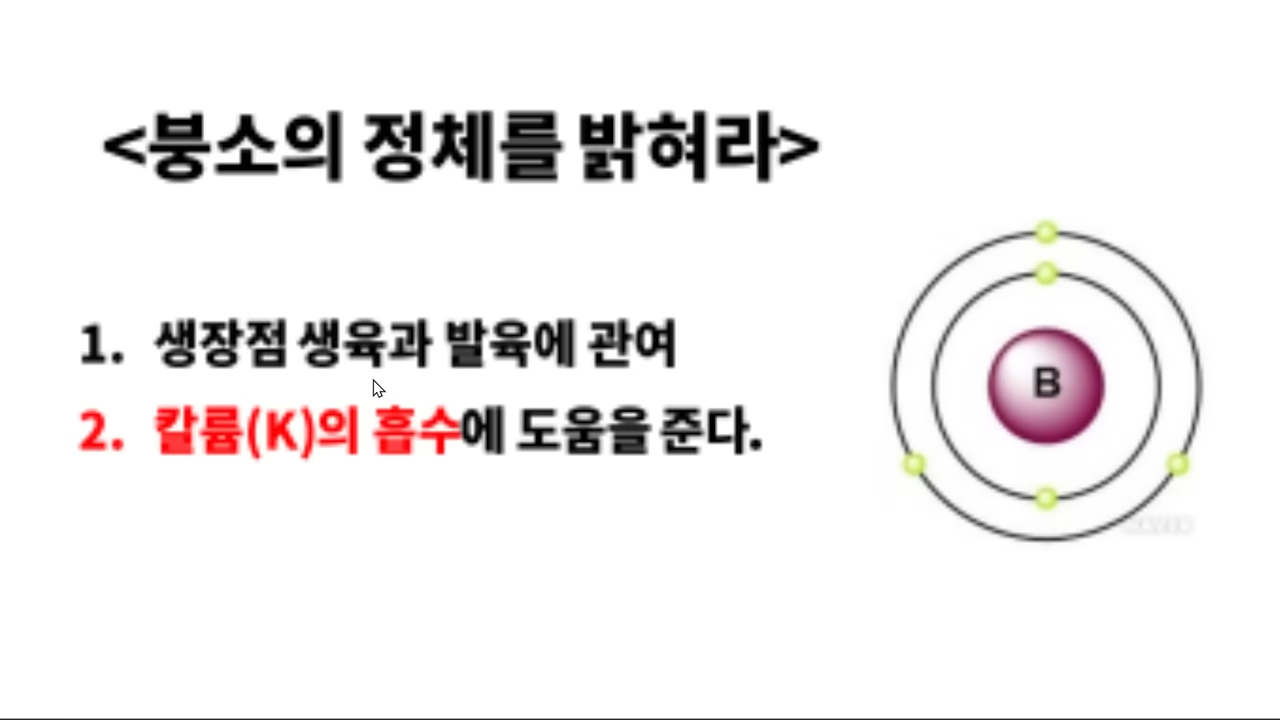 <붕소의 정체를 밝혀라>
1. 생장점 생육과 발육에 관여
2. 칼륨(K)의 흡수에 도움을 준다.
B